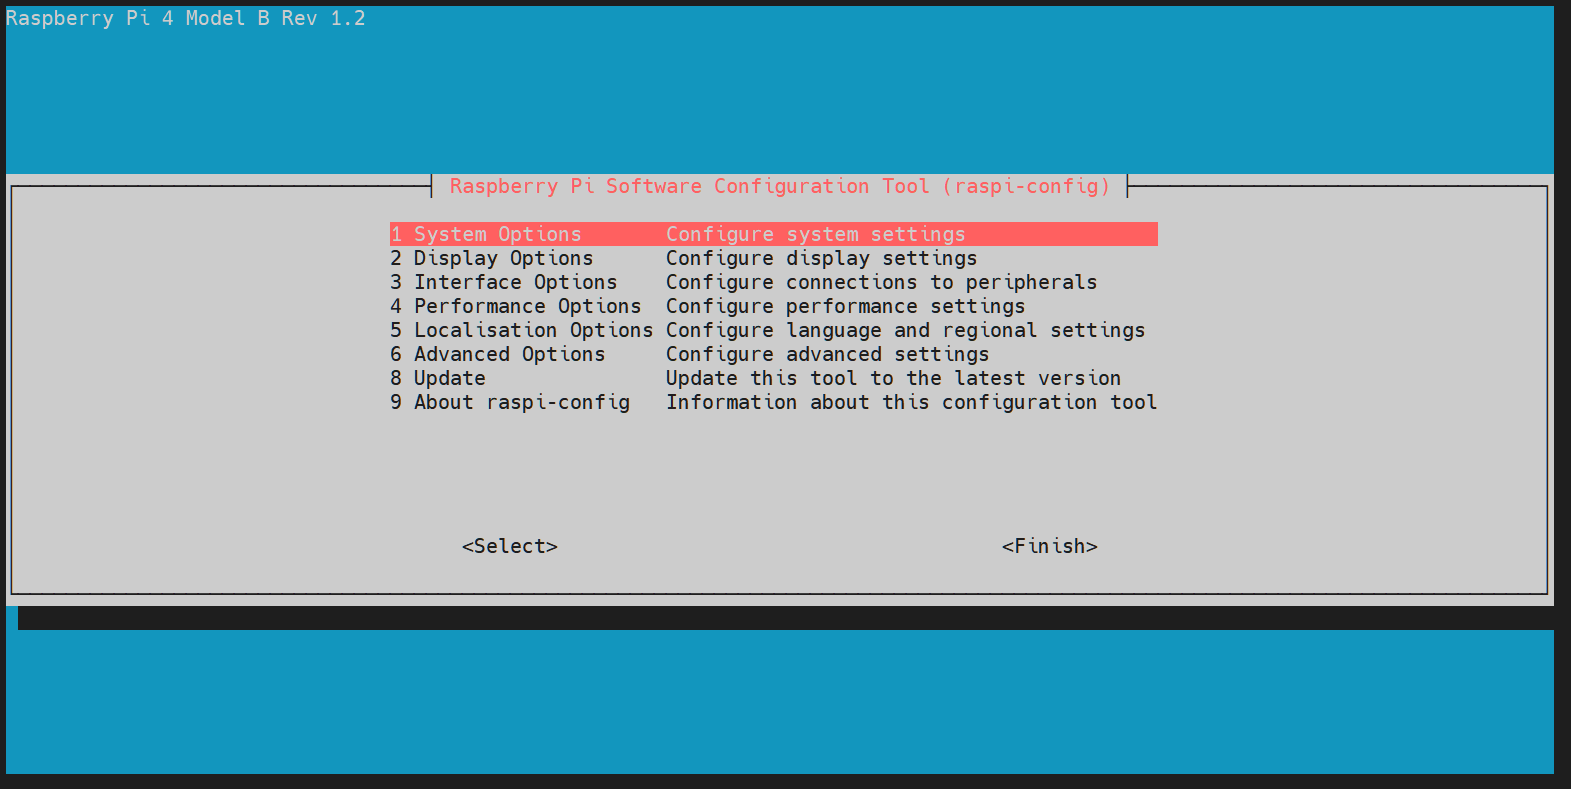 Raspberry Pi 4 Model B Rev 1.2
Raspberry Pi Software Configuration Tool (raspi-config)
1 System Options       Configure system settings
2 Display Options      Configure display settings
3 Interface Options    Configure connections to peripherals
4 Performance Options  Configure performance settings
5 Localisation Options Configure language and regional settings
6 Advanced Options     Configure advanced settings
8 Update               Update this tool to the latest version
9 About raspi-config   Information about this configuration tool
<Select>                                     <Finish>